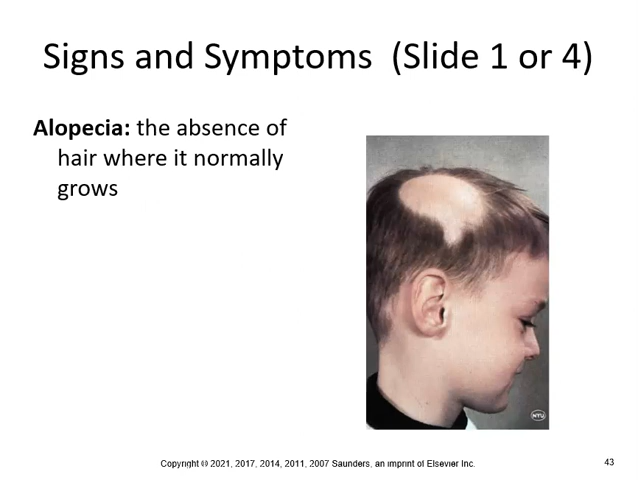 Signs and Symptoms (Slide 1 or 4)
Alopecia: the absence of
hair where it normally
grows
NYU
Copyright © 2021, 2017, 2014, 2011, 2007 Saunders, an imprint of Elsevier Inc.
43